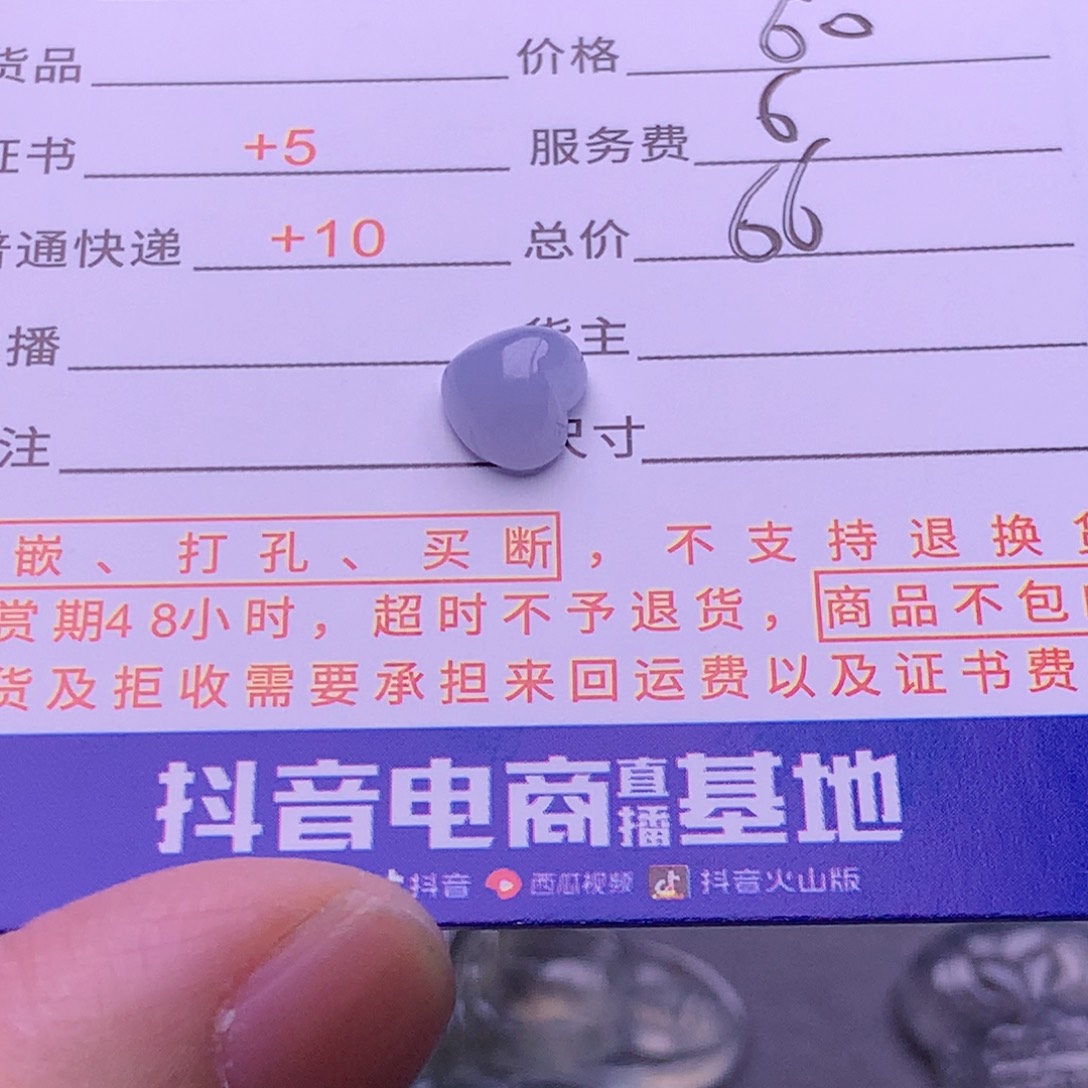 货品 价格 60
证书 +5 服务费 6
普通快递 +10 总价 66
播 货主
注 尺寸
嵌、打孔、买断，不支持退换货
赏期48小时，超时不予退货，商品不包
货及拒收需要承担来回运费以及证书费
抖音电商直播基地
抖音 西瓜视频 抖音火山版